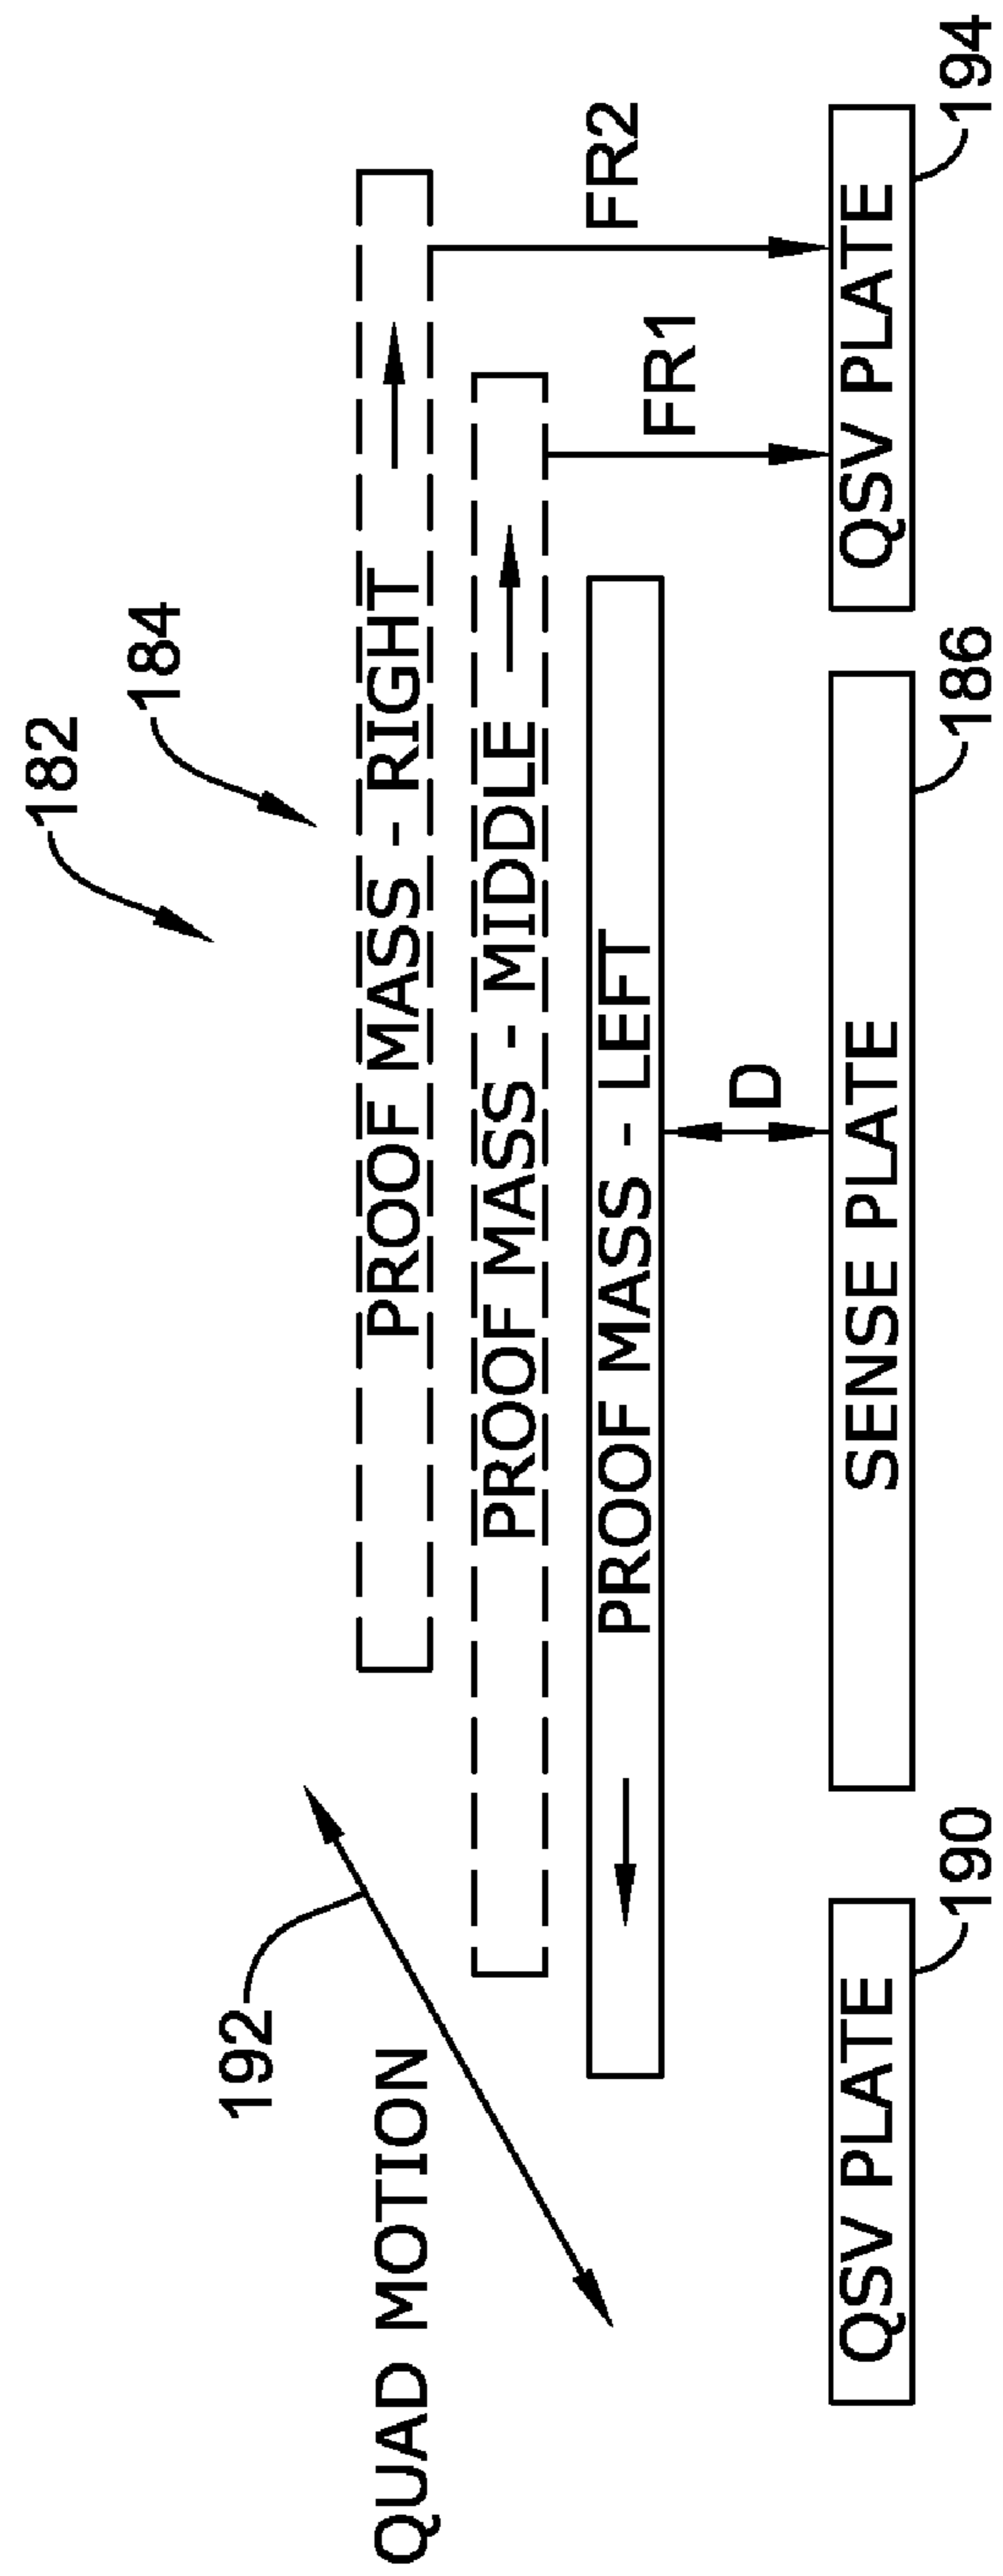 182
184
192
QUAD MOTION
PROOF MASS - RIGHT
PROOF MASS - MIDDLE
PROOF MASS - LEFT
FR2
FR1
D
QSV PLATE
SENSE PLATE
QSV PLATE
190
186
194